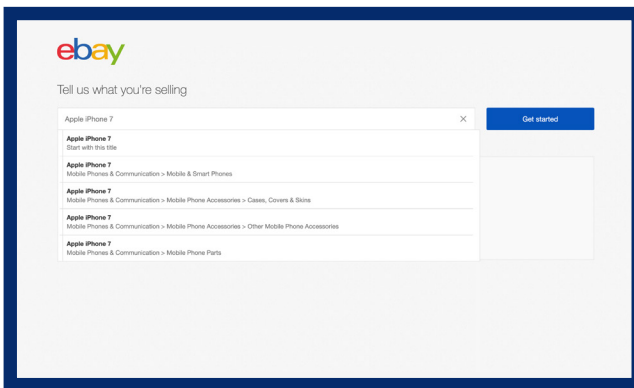 ebay
Tell us what you're selling
Apple iPhone 7
Get started
Apple iPhone 7
Start with this title
Apple iPhone 7
Mobile Phones & Communication > Mobile & Smart Phones
Apple iPhone 7
Mobile Phones & Communication > Mobile Phone Accessories > Cases, Covers & Skins
Apple iPhone 7
Mobile Phones & Communication > Mobile Phone Accessories > Other Mobile Phone Accessories
Apple iPhone 7
Mobile Phones & Communication > Mobile Phone Parts